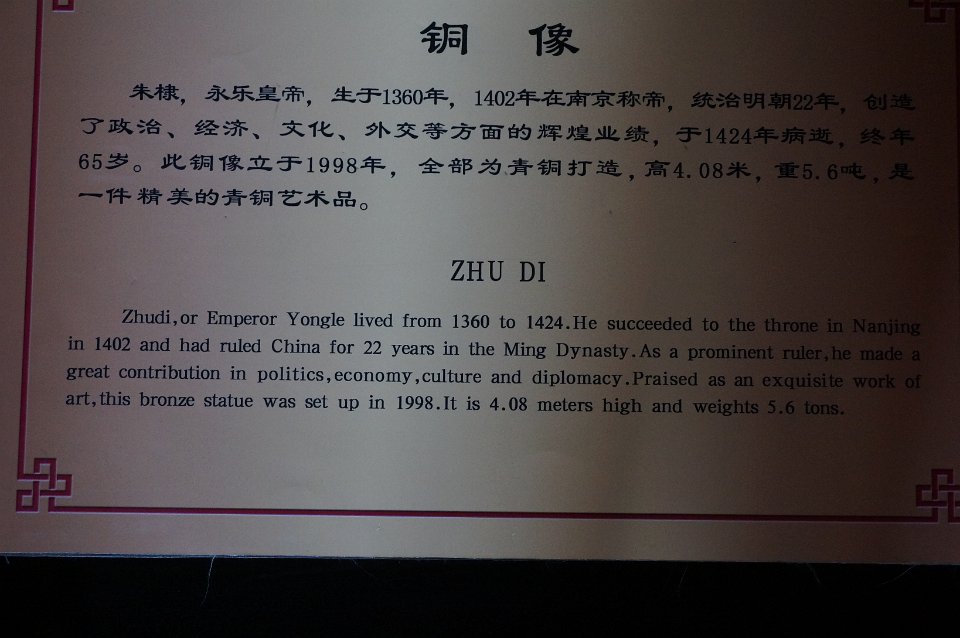 铜 像
朱棣，永乐皇帝，生于1360年，1402年在南京称帝，统治明朝22年，创造
了政治、经济、文化、外交等方面的辉煌业绩，于1424年病逝，终年
65岁。此铜像立于1998年，全部为青铜打造，高4.08米，重5.6吨，是
一件精美的青铜艺术品。
ZHU DI
Zhudi,or Emperor Yongle lived from 1360 to 1424.He succeeded to the throne in Nanjing
in 1402 and had ruled China for 22 years in the Ming Dynasty.As a prominent ruler,he made a
great contribution in politics,economy,culture and diplomacy.Praised as an exquisite work of
art,this bronze statue was set up in 1998.It is 4.08 meters high and weights 5.6 tons.